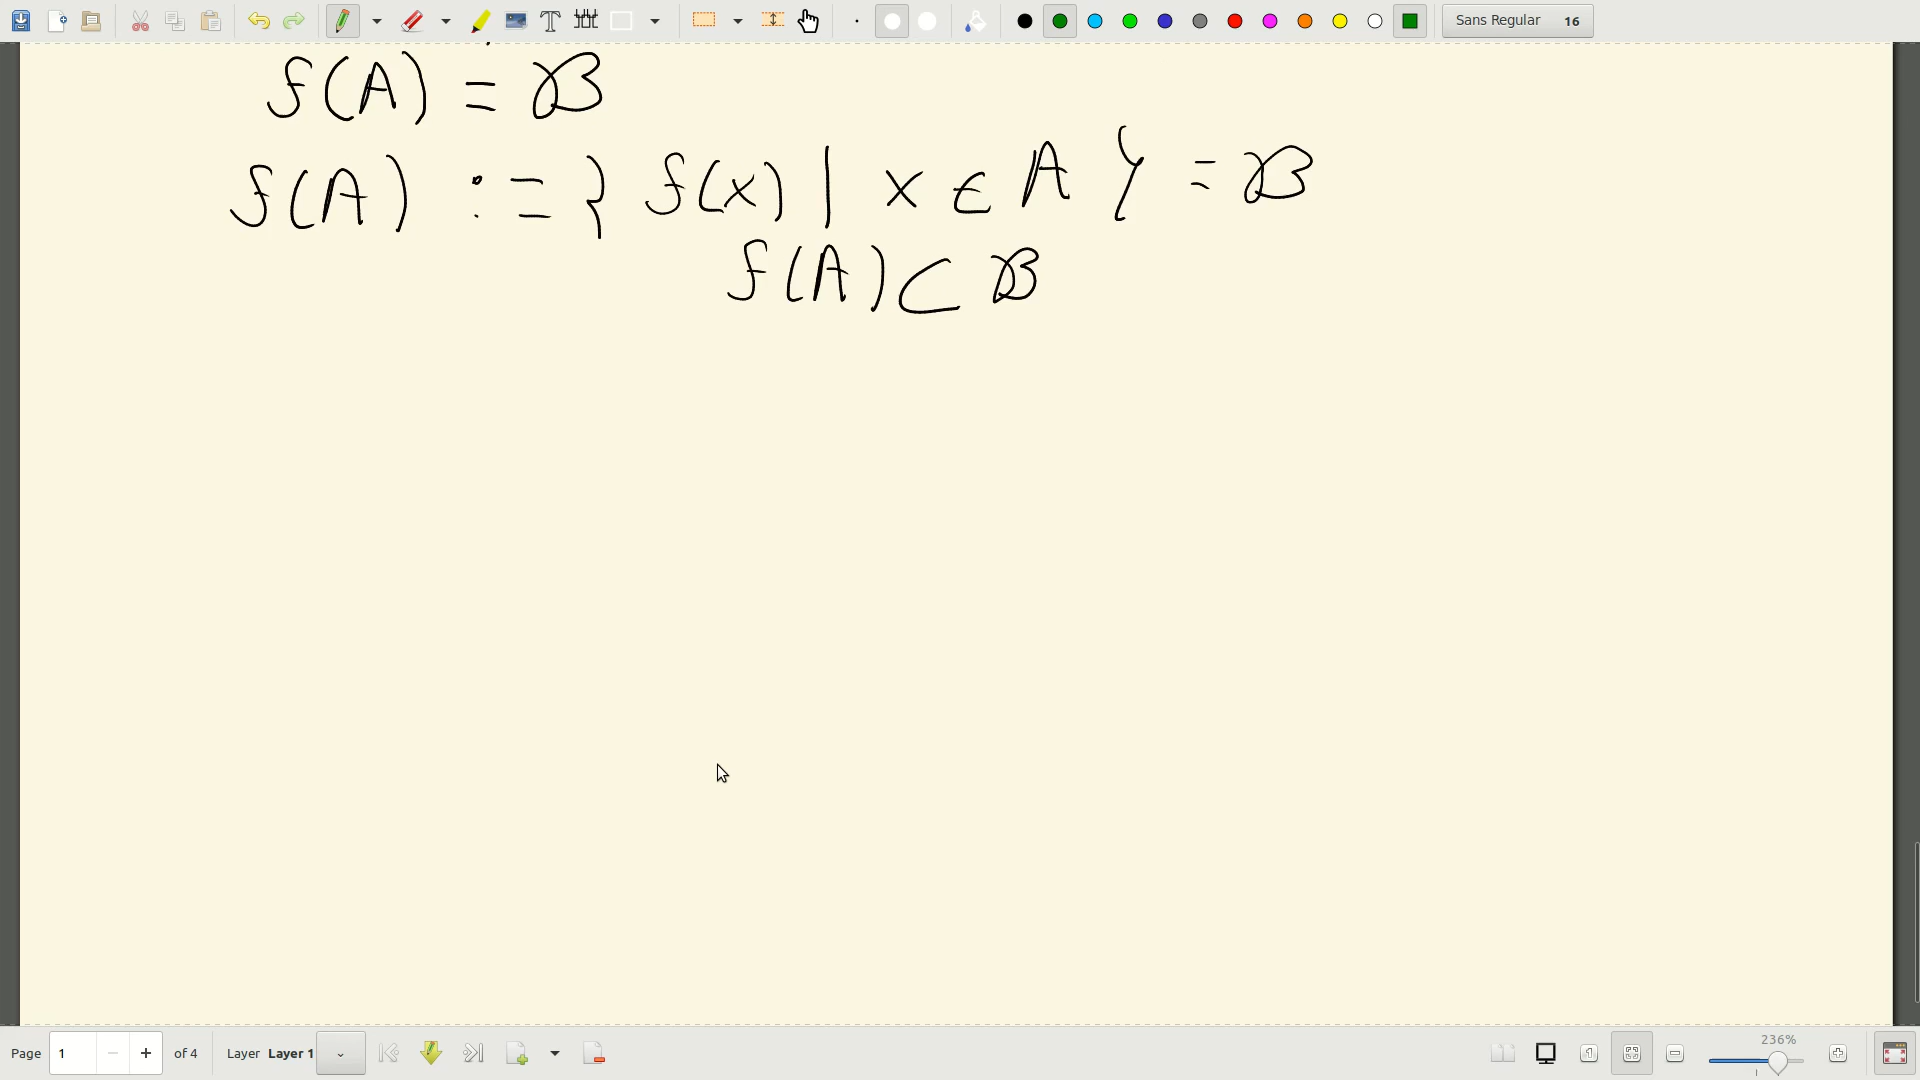 Sans Regular 16
f(A) = B
f(A) := } f(x) | x ∈ A } = B
f(A) ⊂ B
Page 1 of 4 Layer Layer 1 236%